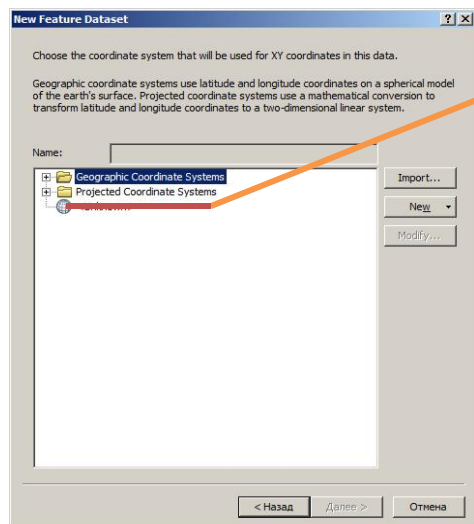 New Feature Dataset
Choose the coordinate system that will be used for XY coordinates in this data.
Geographic coordinate systems use latitude and longitude coordinates on a spherical model
of the earth's surface. Projected coordinate systems use a mathematical conversion to
transform latitude and longitude coordinates to a two-dimensional linear system.
Name:
Geographic Coordinate Systems
Projected Coordinate Systems
Import...
New
Modify...
< Назад
Далее >
Отмена